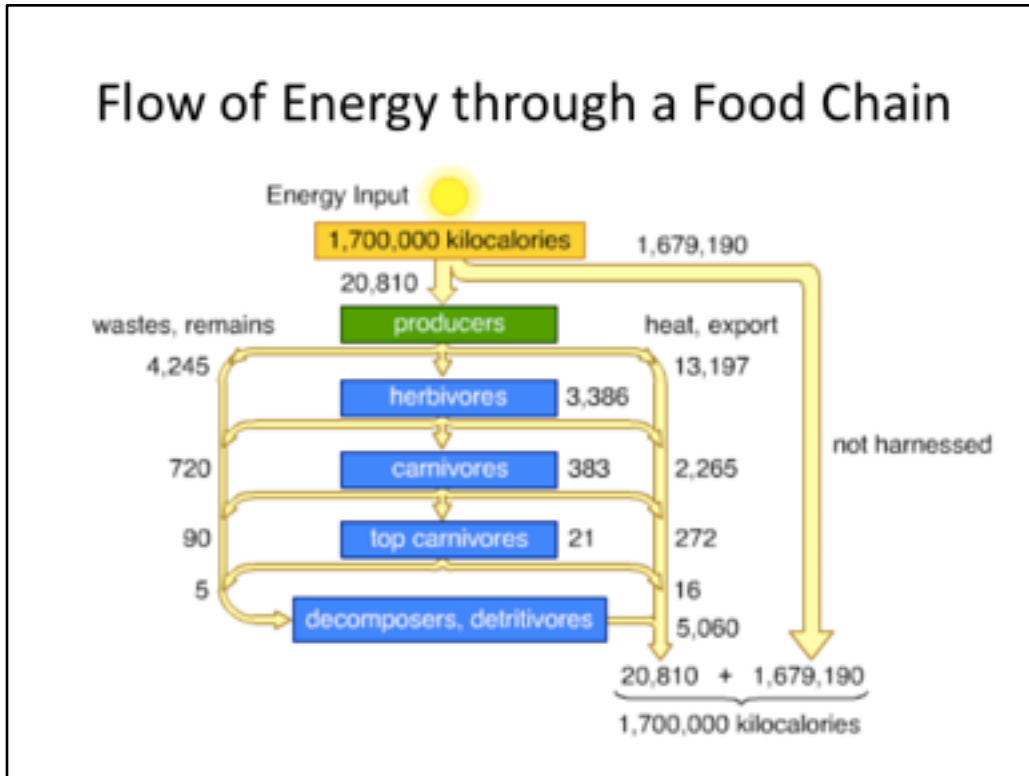 Flow of Energy through a Food Chain
Energy Input
1,700,000 kilocalories
1,679,190
20,810
wastes, remains
producers
heat, export
4,245
13,197
herbivores 3,386
not harnessed
720
carnivores 383
2,265
90
top carnivores 21
272
5
16
decomposers, detritivores
5,060
20,810 + 1,679,190
1,700,000 kilocalories